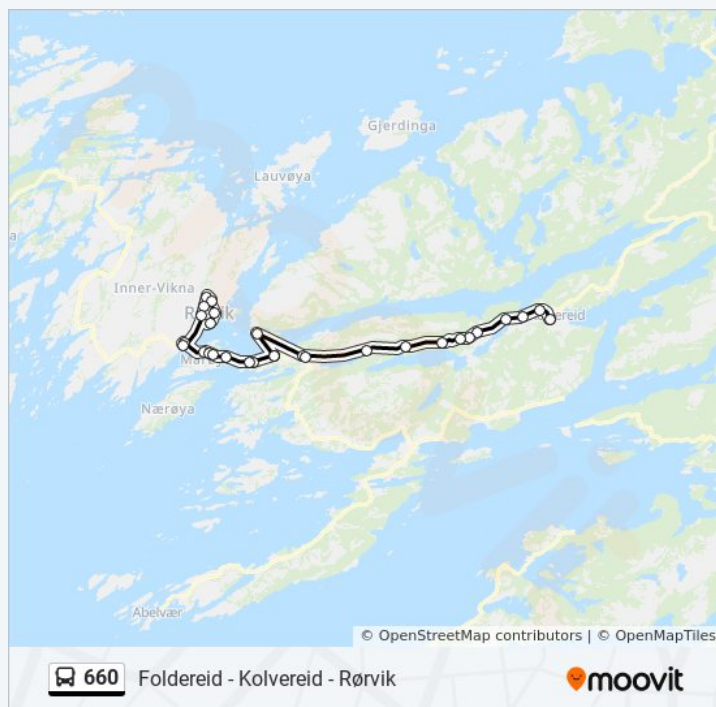 Gjerdinga
Lauvøya
a
Inner-Vikna
Nærøya
Abelvær
© OpenStreetMap contributors | © OpenMapTiles
660 Foldereid - Kolvereid - Rørvik
moovit